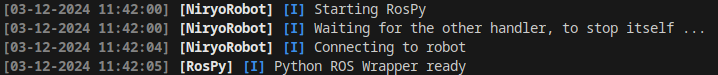 [03-12-2024 11:42:00] [NiryoRobot] [I] Starting RosPy
[03-12-2024 11:42:00] [NiryoRobot] [I] Waiting for the other handler, to stop itself ...
[03-12-2024 11:42:04] [NiryoRobot] [I] Connecting to robot
[03-12-2024 11:42:05] [RosPy] [I] Python ROS Wrapper ready